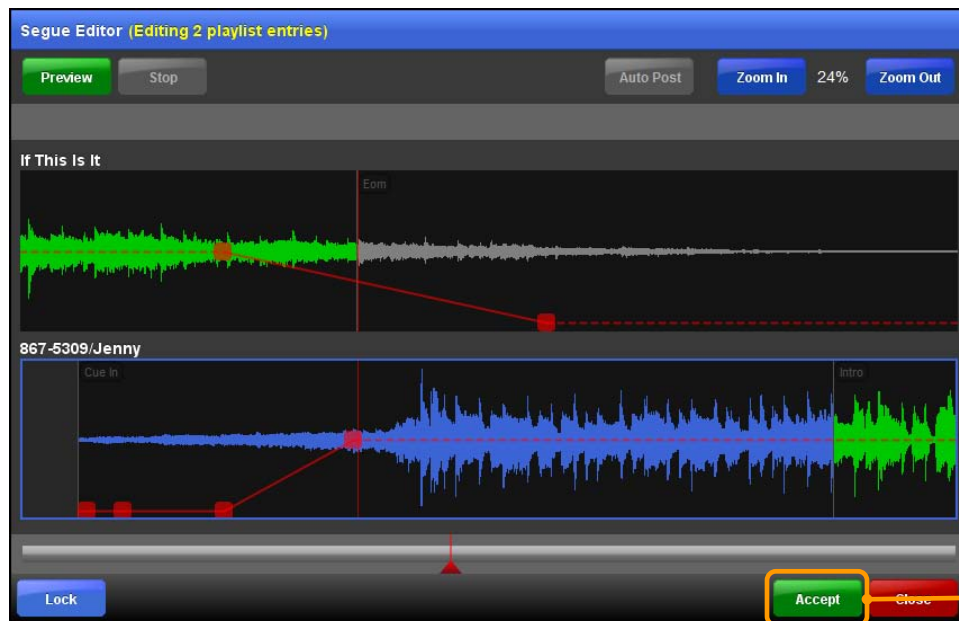 Segue Editor (Editing 2 playlist entries)
Preview Stop Auto Post Zoom In 24% Zoom Out
If This Is It
Eom
867-5309/Jenny
Cue In Intro
Lock Accept Close